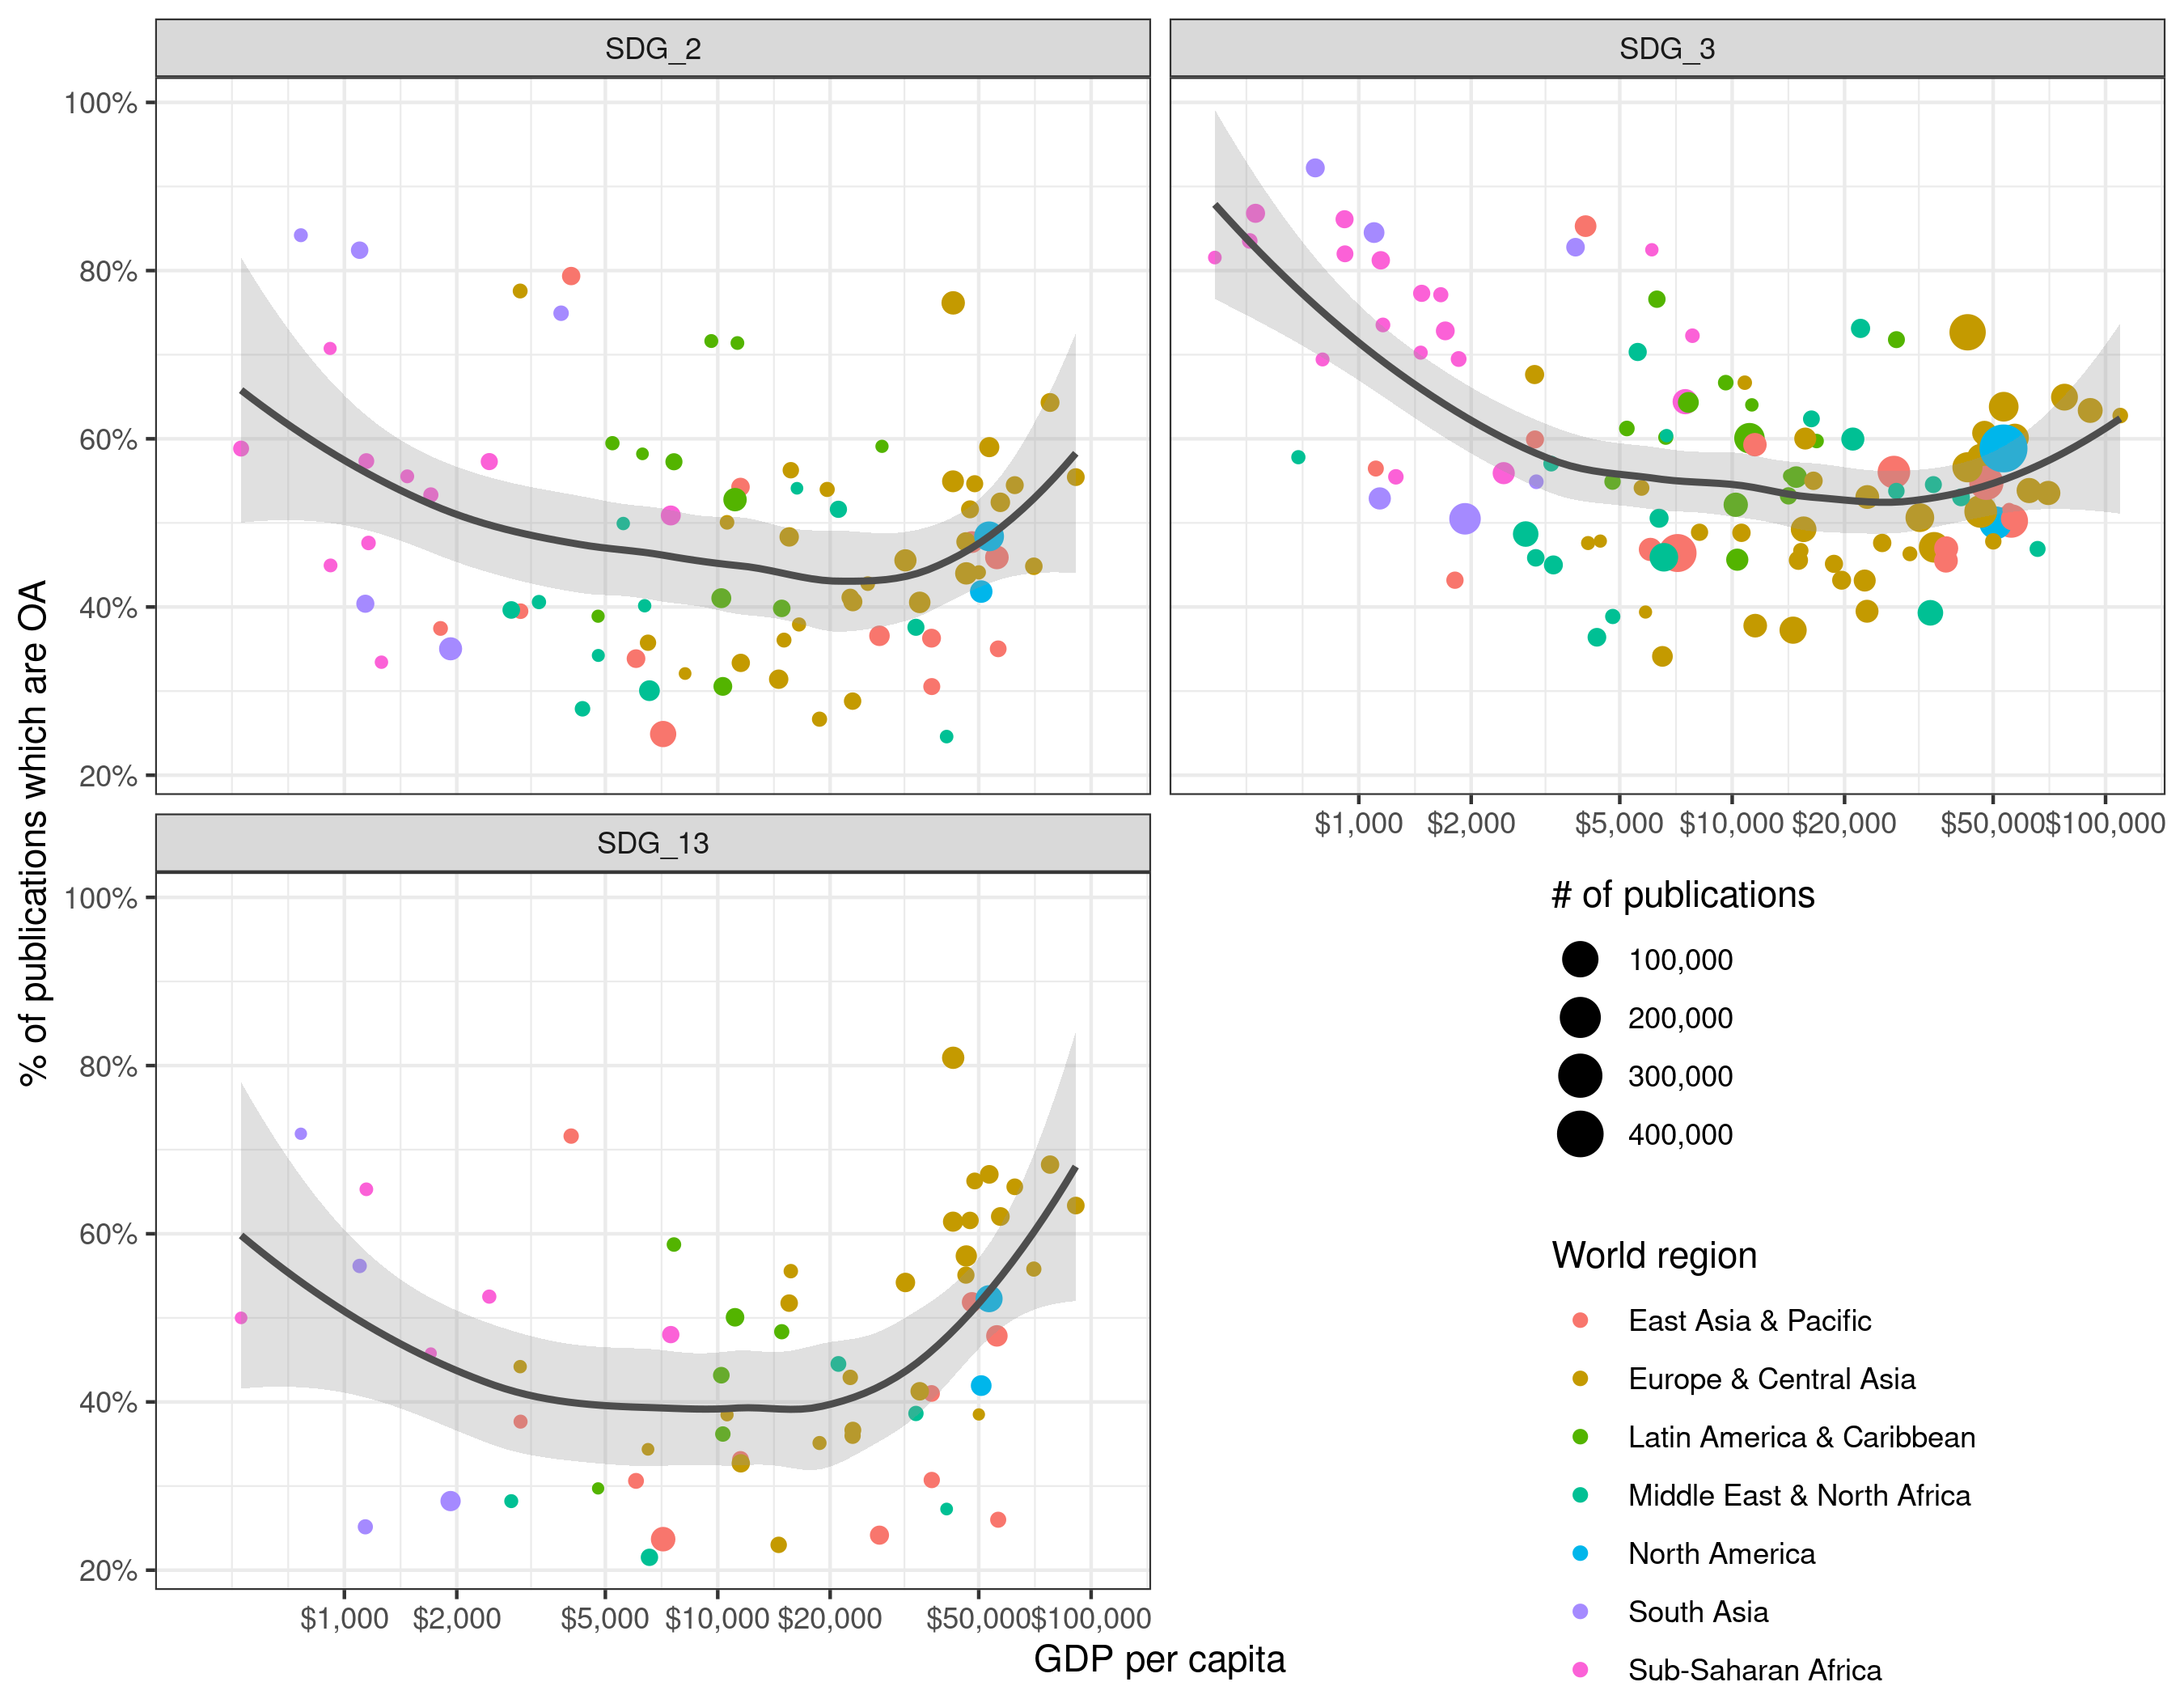 SDG_2
SDG_3
100%
80%
60%
40%
20%
$1,000 $2,000 $5,000 $10,000 $20,000 $50,000 $100,000
SDG_13
100%
80%
60%
40%
20%
$1,000 $2,000 $5,000 $10,000 $20,000 $50,000 $100,000
% of publications which are OA
GDP per capita
# of publications
100,000
200,000
300,000
400,000
World region
East Asia & Pacific
Europe & Central Asia
Latin America & Caribbean
Middle East & North Africa
North America
South Asia
Sub-Saharan Africa